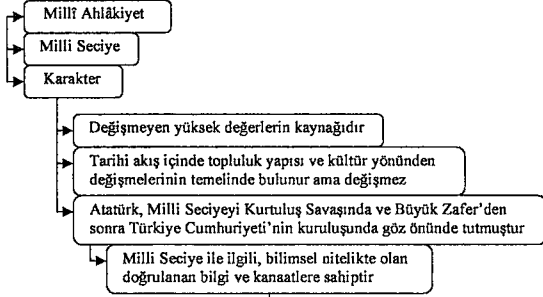 Millî Ahlâkiyet
Milli Seciye
Karakter
Değişmeyen yüksek değerlerin kaynağıdır
Tarihi akış içinde topluluk yapısı ve kültür yönünden
değişmelerinin temelinde bulunur ama değişmez
Atatürk, Milli Seciyeyi Kurtuluş Savaşında ve Büyük Zafer’den
sonra Türkiye Cumhuriyeti’nin kuruluşunda göz önünde tutmuştur
Milli Seciye ile ilgili, bilimsel nitelikte olan
doğrulanan bilgi ve kanaatlere sahiptir